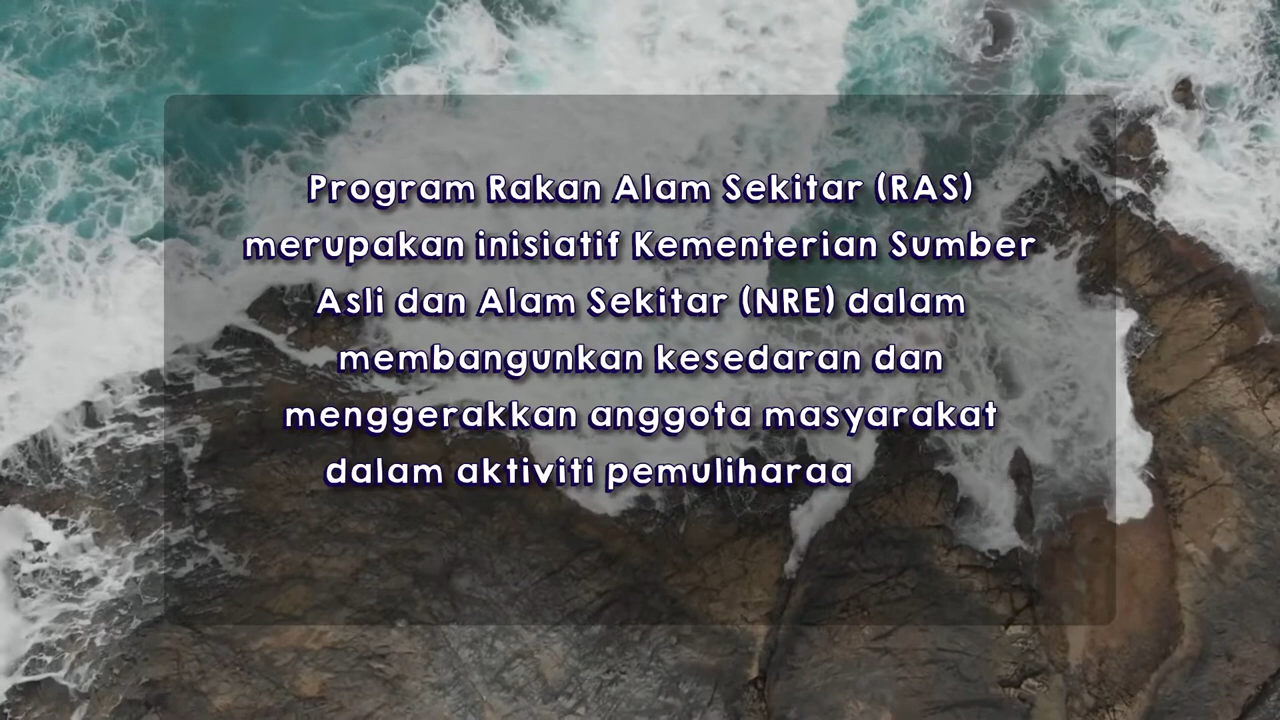 Program Rakan Alam Sekitar (RAS)
merupakan inisiatif Kementerian Sumber
Asli dan Alam Sekitar (NRE) dalam
membangunkan kesedaran dan
menggerakkan anggota masyarakat
dalam aktiviti pemuliharaa